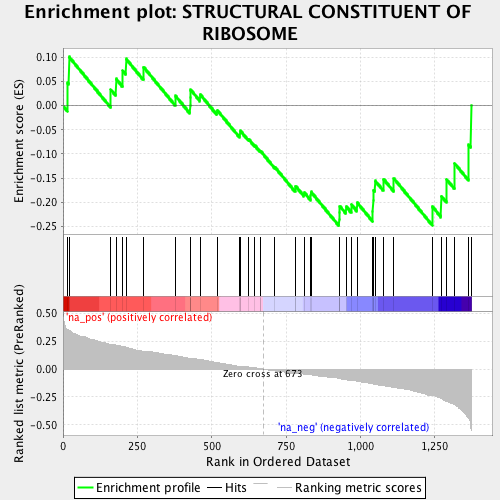 Enrichment plot: STRUCTURAL CONSTITUENT OF
RIBOSOME
Enrichment score (ES)
0.10
0.05
0.00
-0.05
-0.10
-0.15
-0.20
-0.25
'na_pos' (positively correlated)
Ranked list metric (PreRanked)
0.50
0.25
0.00
-0.25
-0.50
Zero cross at 673
'na_neg' (negatively correlated)
0
250
500
750
1,000
1,250
Rank in Ordered Dataset
Enrichment profile
Hits
Ranking metric scores